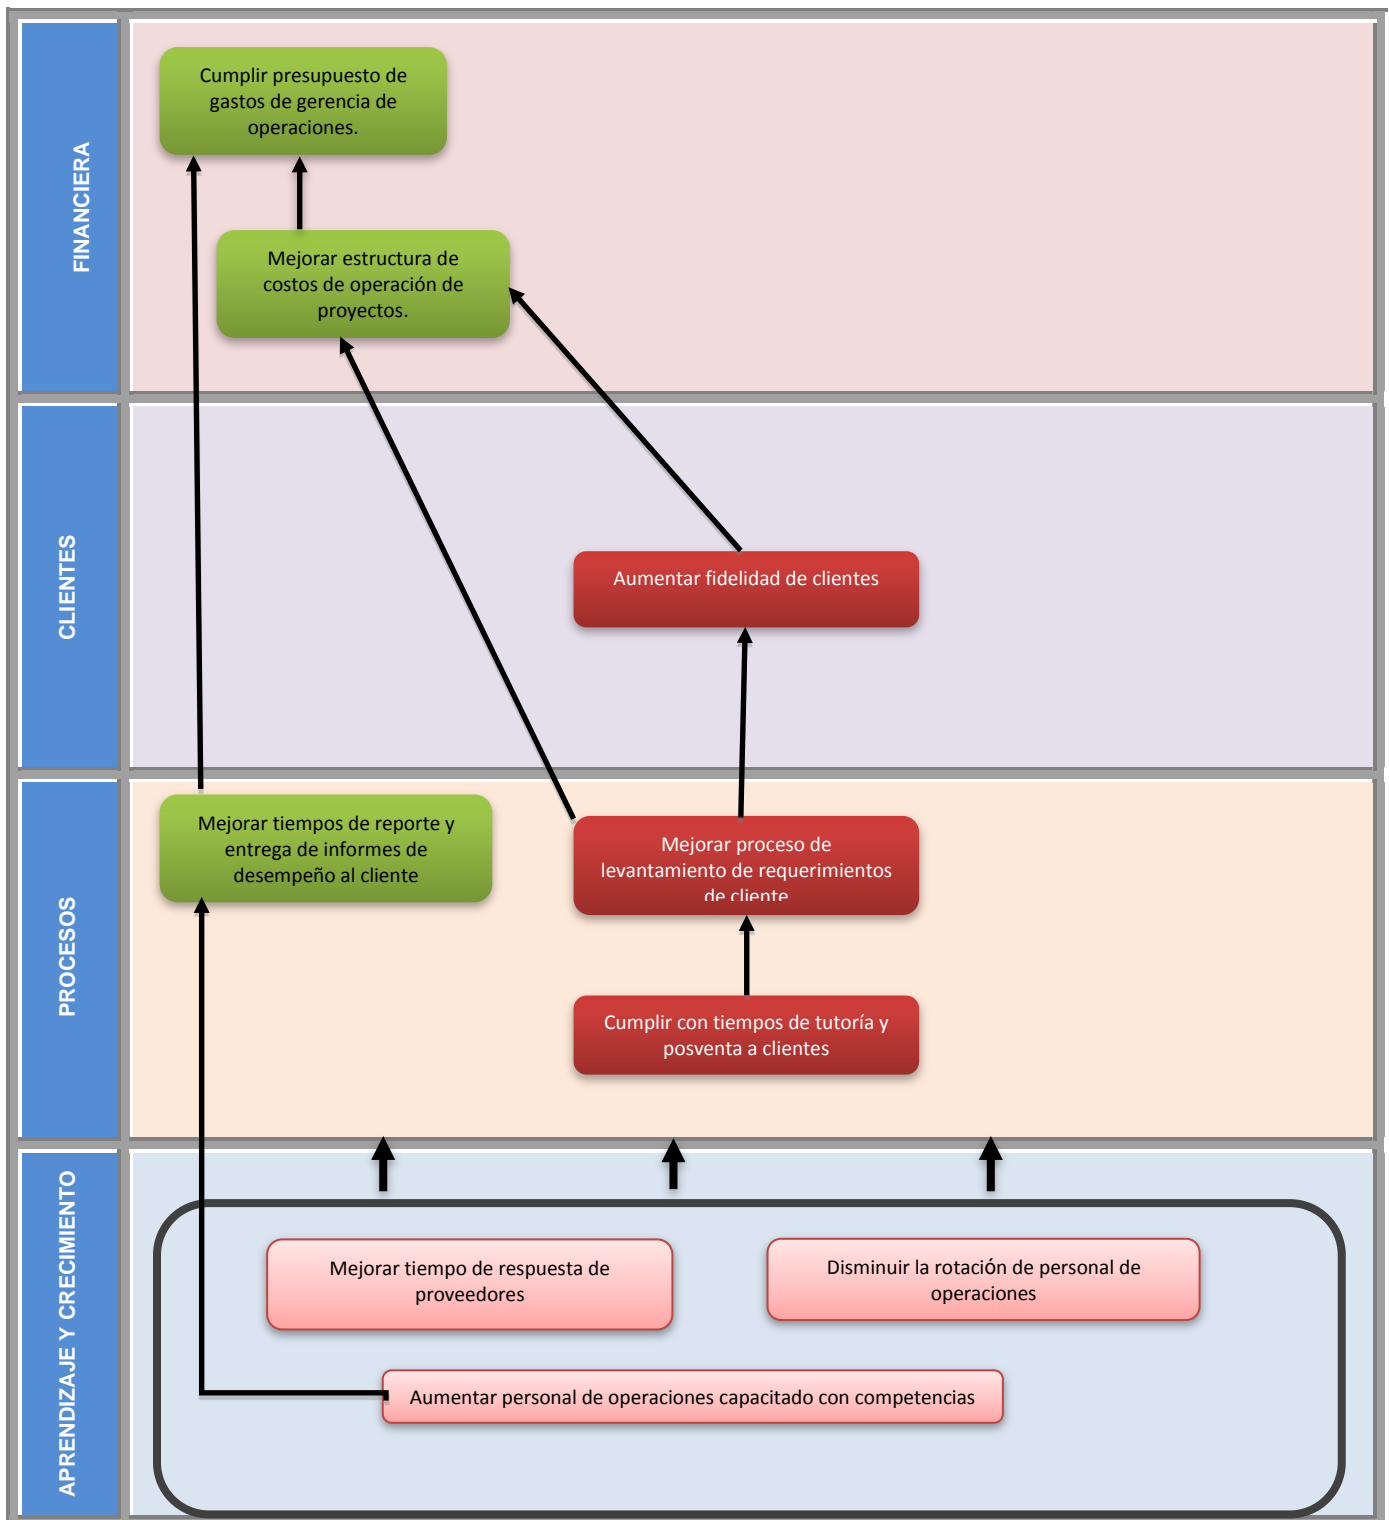 FINANCIERA
Cumplir presupuesto de
gastos de gerencia de
operaciones.
Mejorar estructura de
costos de operación de
proyectos.
CLIENTES
Aumentar fidelidad de clientes
PROCESOS
Mejorar tiempos de reporte y
entrega de informes de
desempeño al cliente
Mejorar proceso de
levantamiento de requerimientos
de cliente
Cumplir con tiempos de tutoría y
posventa a clientes
APRENDIZAJE Y CRECIMIENTO
Mejorar tiempo de respuesta de
proveedores
Disminuir la rotación de personal de
operaciones
Aumentar personal de operaciones capacitado con competencias